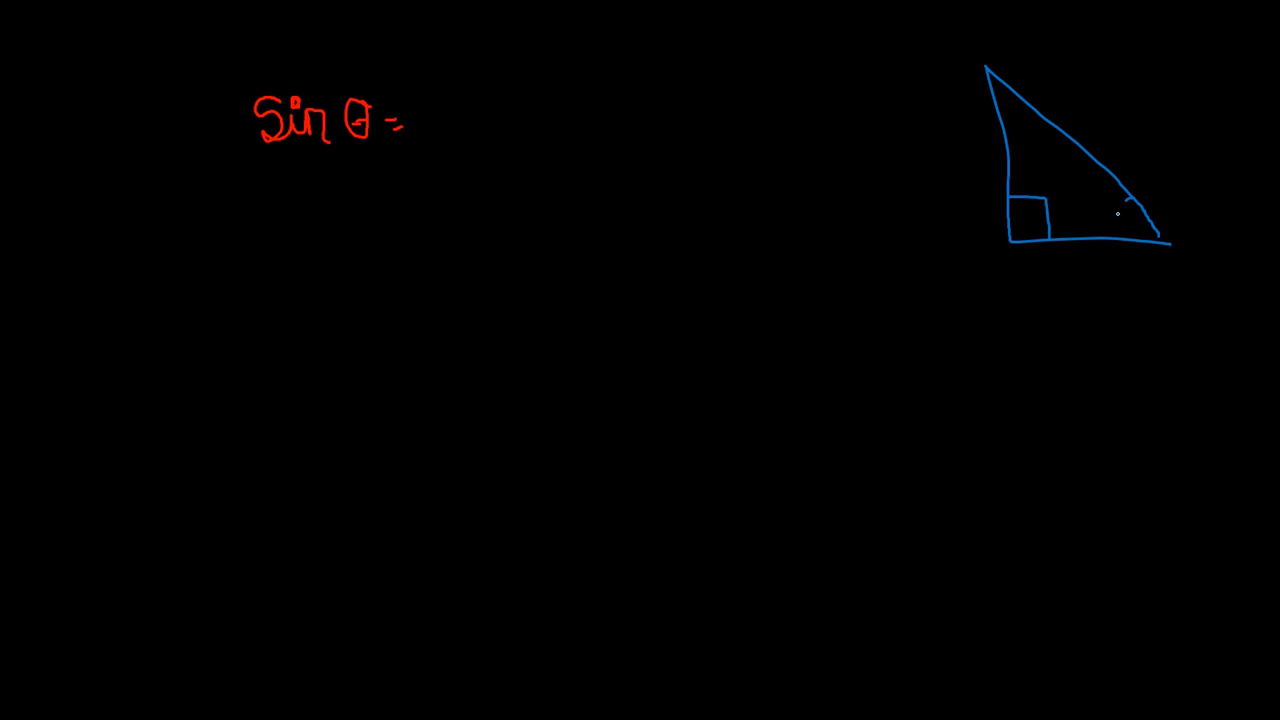 Sin θ =